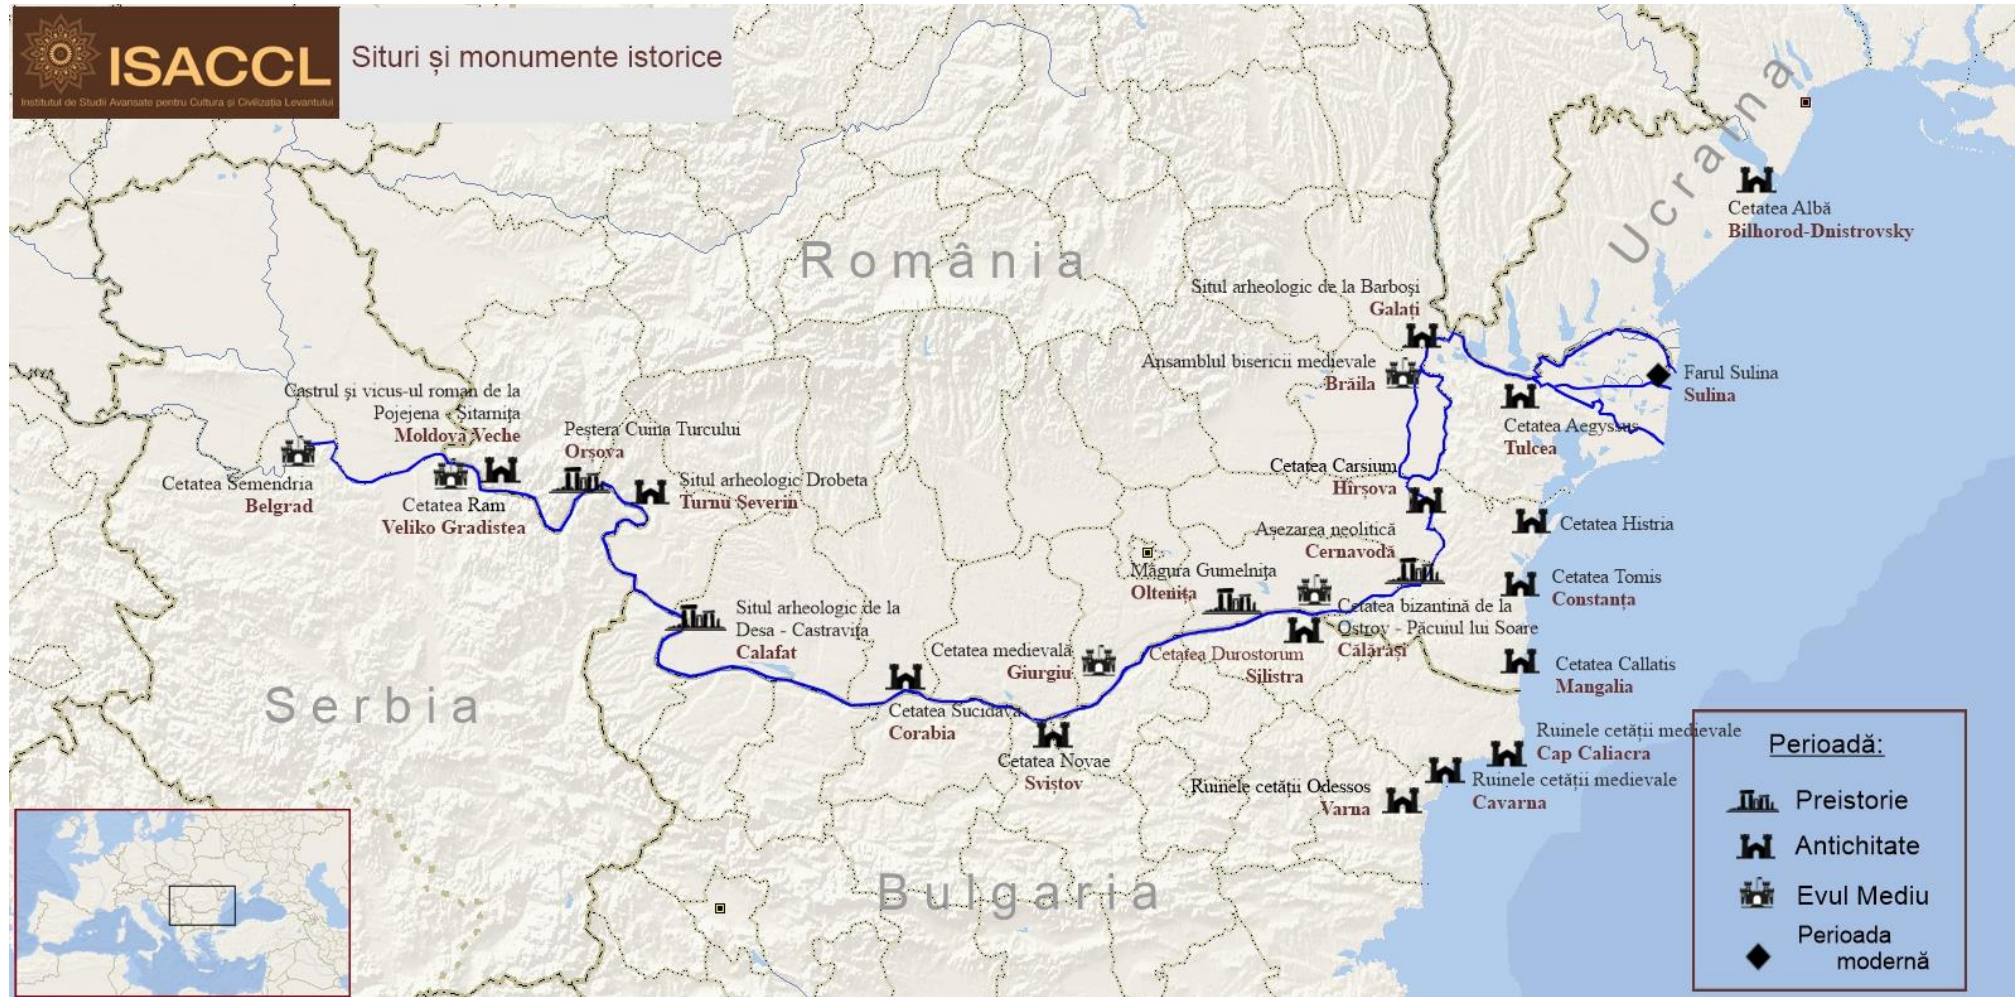 ISACCL
Institutul de Studii Avansate pentru Cultura și Civilizația Levantului
Situri și monumente istorice
Ucraina
Cetatea Albă
Bilhorod-Dnistrovsky
România
Situl arheologic de la Barboși
Galați
Ansamblul bisericii medievale
Brăila
Farul Sulina
Sulina
Castrul și vicus-ul roman de la
Pojejena - Șitarnița
Moldova Veche
Peștera Cuina Turcului
Orșova
Cetatea Aegyssus
Tulcea
Cetatea Semendria
Belgrad
Cetatea Ram
Veliko Gradistea
Situl arheologic Drobeta
Turnu Severin
Cetatea Carsium
Hîrșova
Cetatea Histria
Așezarea neolitică
Cernavodă
Măgura Gumelnița
Oltenița
Cetatea Tomis
Constanța
Situl arheologic de la
Desa - Castravița
Calafat
Cetatea bizantină de la
Ostrov - Păcuiul lui Soare
Călărași
Cetatea medievală
Giurgiu
Cetatea Durostorum
Silistra
Cetatea Callatis
Mangalia
Serbia
Cetatea Sucidava
Corabia
Cetatea Novae
Sviștov
Ruinele cetății medievale
Cap Caliacra
Ruinele cetății medievale
Cavarna
Ruinele cetății Odessos
Varna
Bulgaria
Perioadă:
Preistorie
Antichitate
Evul Mediu
Perioada
modernă